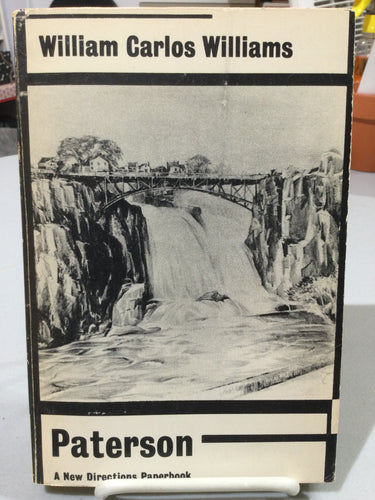 William Carlos Williams
Paterson
A New Directions Paperbook